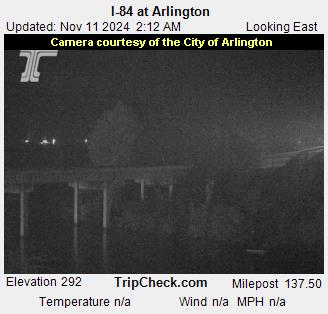 I-84 at Arlington
Updated: Nov 11 2024 2:12 AM Looking East
Camera courtesy of the City of Arlington
Elevation 292 TripCheck.com Milepost 137.50
Temperature n/a Wind n/a MPH n/a